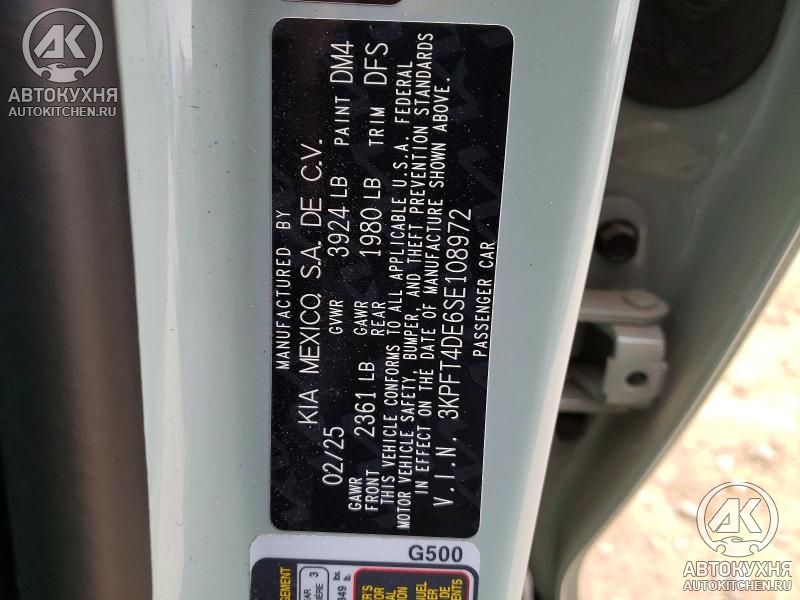 AK
АВТОКУХНЯ
AUTOKITCHEN.RU
MANUFACTURED BY
KIA MEXICO, S.A. DE C.V.
02/25 GVWR 3924 LB PAINT DM4
GAWR FRONT 2361 LB GAWR REAR 1980 LB TRIM DFS
THIS VEHICLE CONFORMS TO ALL APPLICABLE U.S.A. FEDERAL
MOTOR VEHICLE SAFETY, BUMPER, AND THEFT PREVENTION STANDARDS
IN EFFECT ON THE DATE OF MANUFACTURE SHOWN ABOVE.
V.I.N. 3KPFT4DE6SE108972
PASSENGER CAR
G500
AK
АВТОКУХНЯ
AUTOKITCHEN.RU